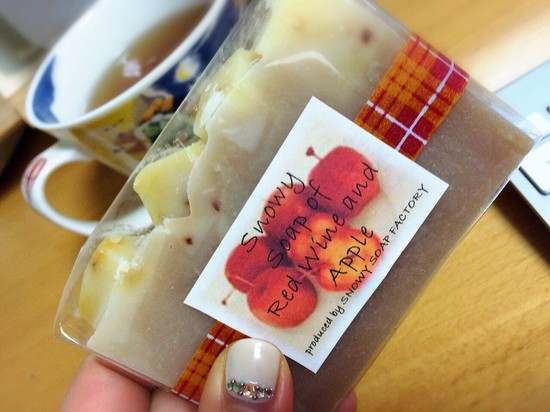 Snowy
Soap of
Red Wine and
Apple
produced by SNOWY SOAP FACTORY